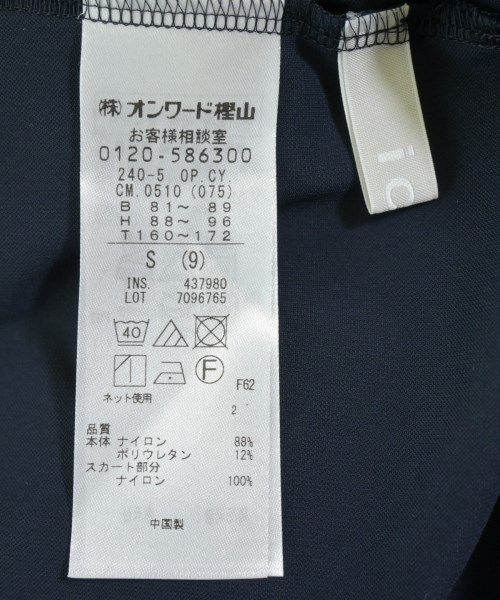 (株)オンワード樫山
お客様相談室
0120-586300
240-5 OP.CY.
CM.0510 (075)
B 81〜 89
H 88〜 96
T160〜172
S (9)
INS. 437980
LOT 7096765
40
F
ネット使用
F62
2
品質
本体 ナイロン 88%
ポリウレタン 12%
スカート部分
ナイロン 100%
中国製